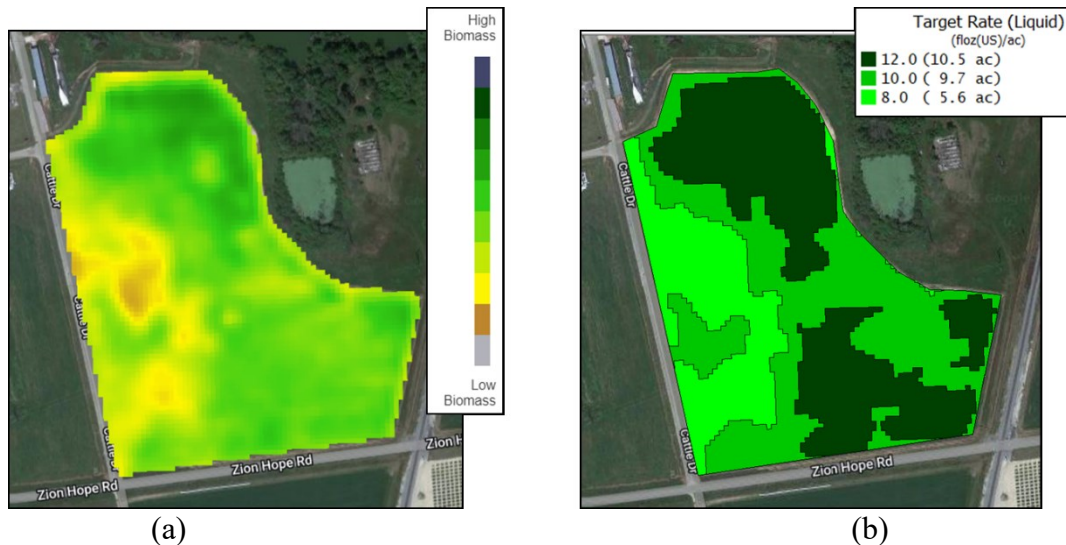 High
Biomass
Low
Biomass
Cattle Dr
Cattle Dr
Zion Hope Rd
Zion Hope Rd
Zion H
(a)
Target Rate (Liquid)
(floz(US)/ac)
12.0 (10.5 ac)
10.0 ( 9.7 ac)
8.0 ( 5.6 ac)
Cattle Dr
Cattle Dr
Zion Hope Rd
(b)